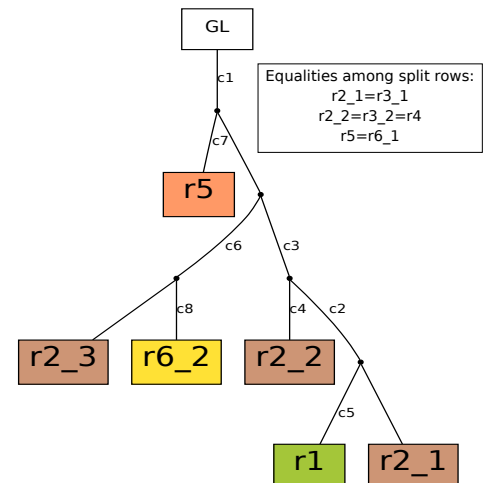 GL
c1
Equalities among split rows:
r2_1=r3_1
r2_2=r3_2=r4
r5=r6_1
c7
r5
c6
c3
c8
c4
c2
r2_3
r6_2
r2_2
c5
r1
r2_1